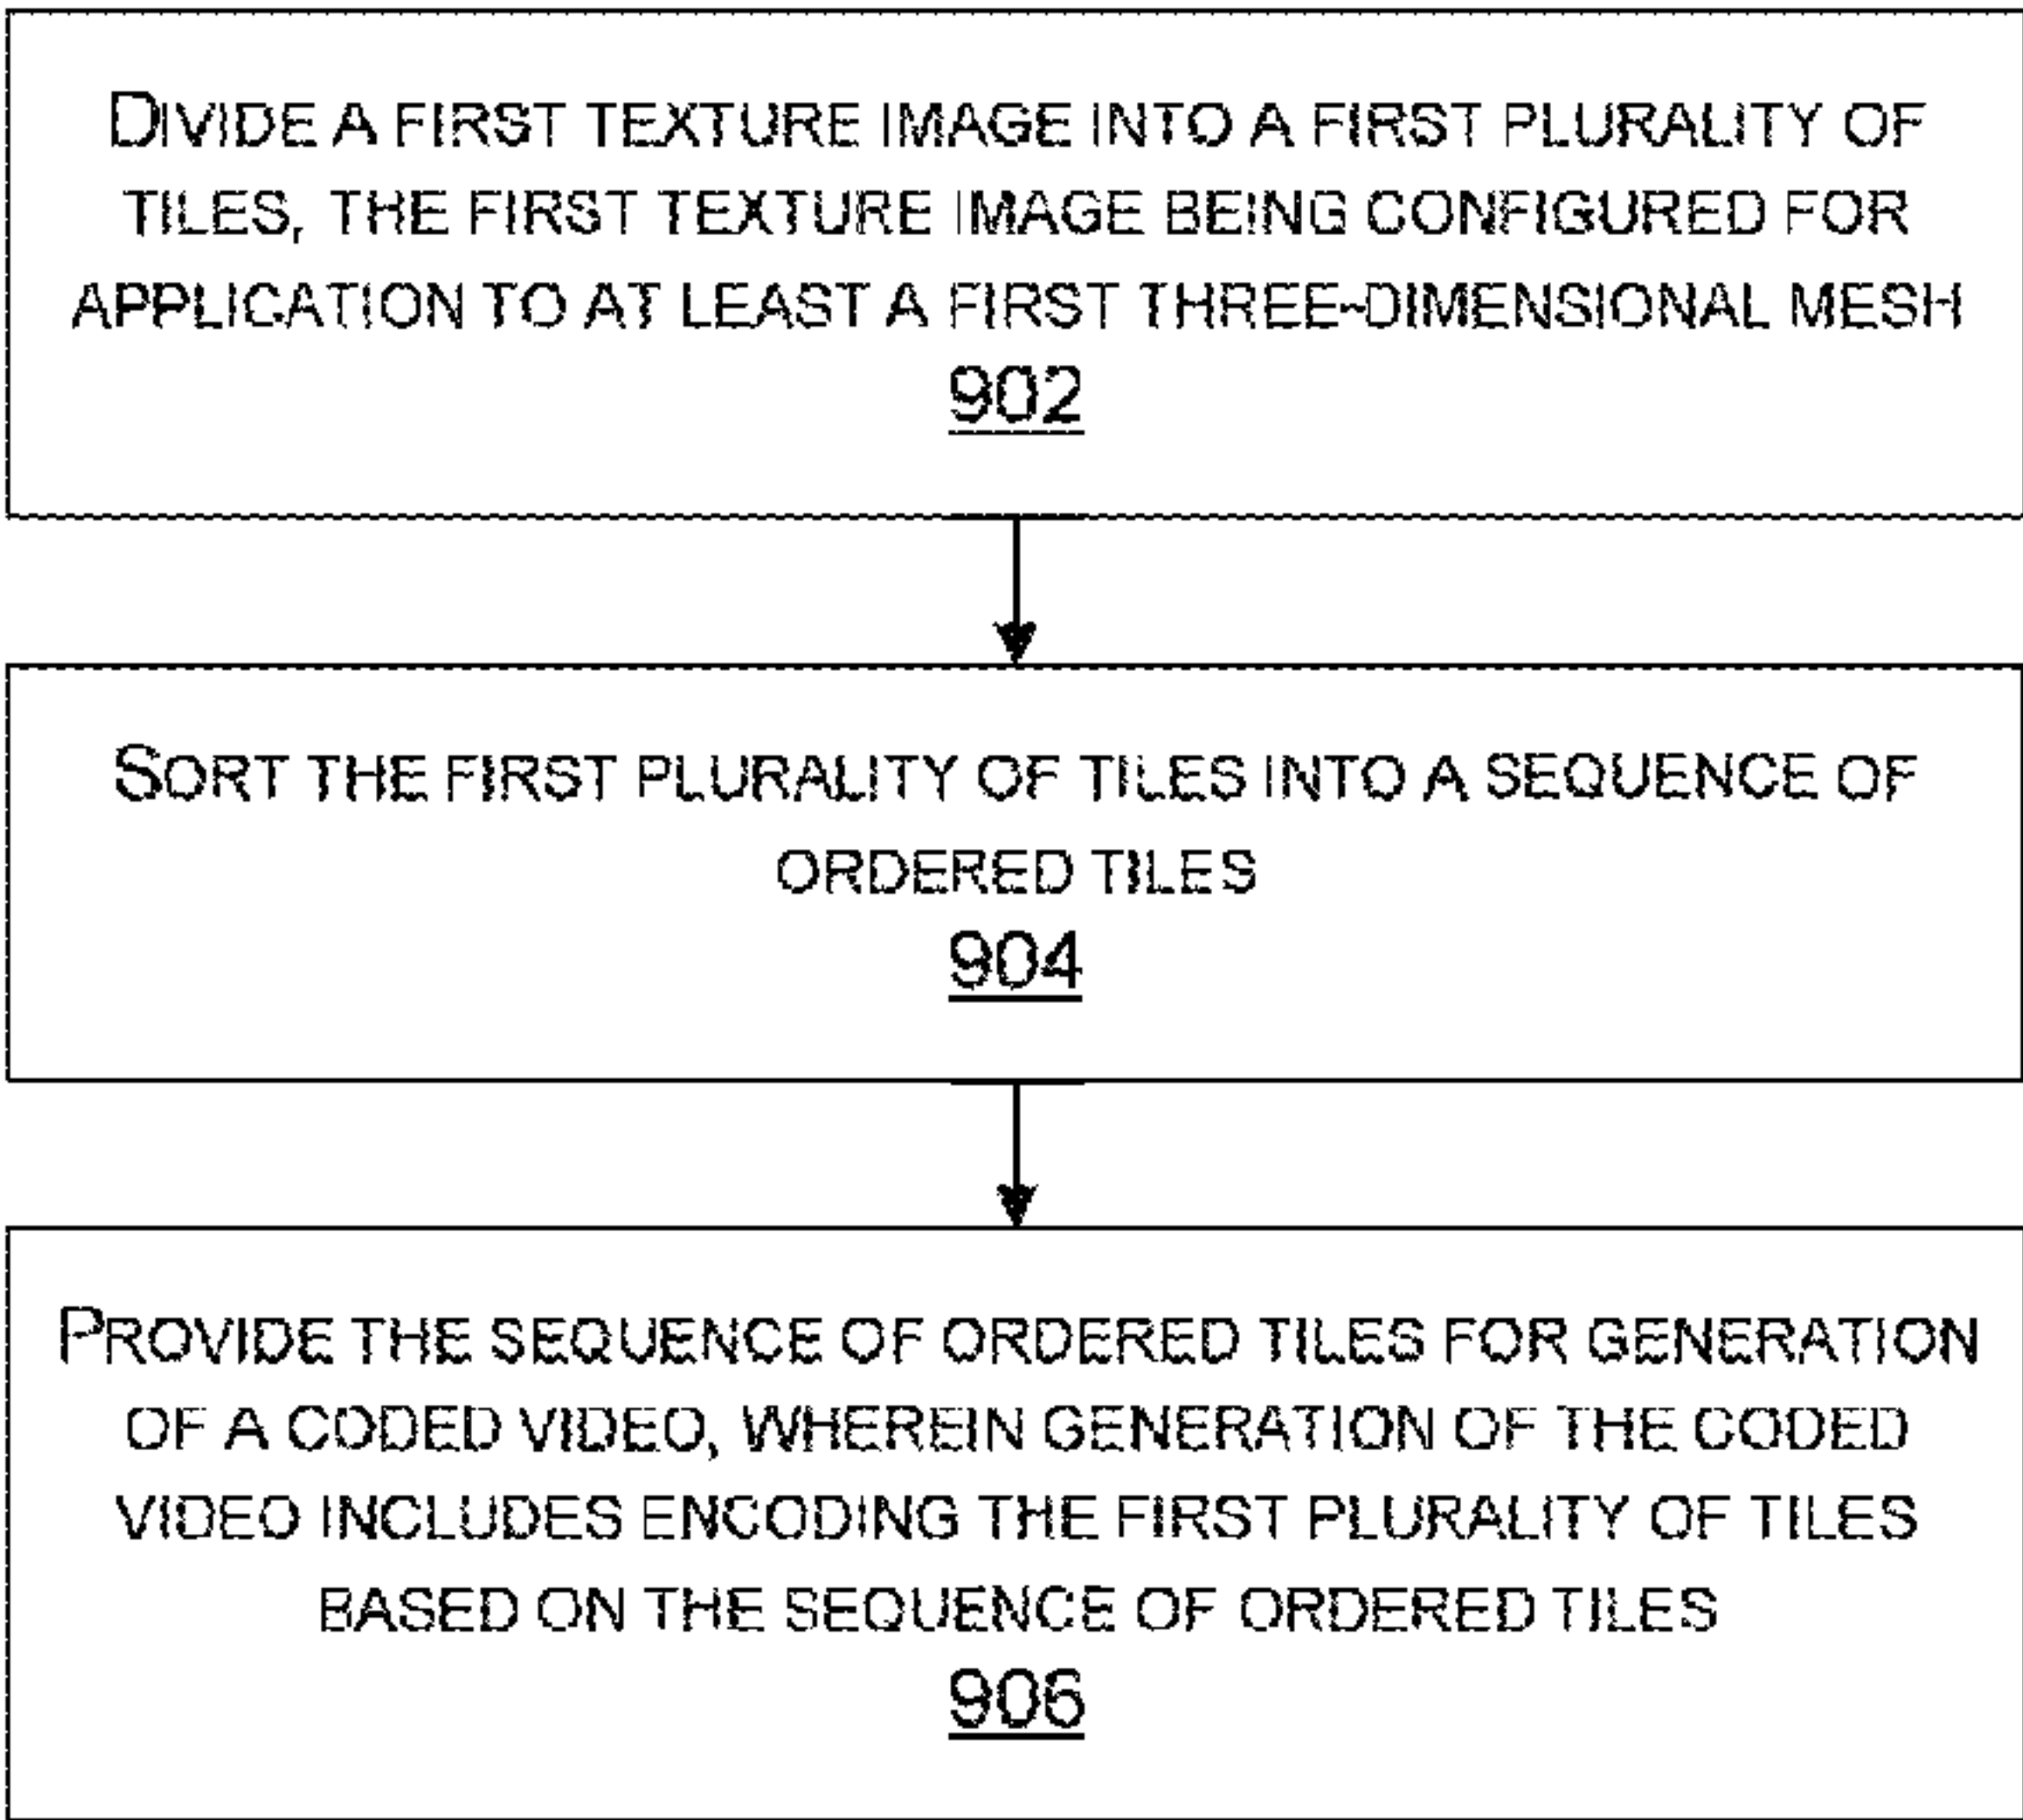 DIVIDE A FIRST TEXTURE IMAGE INTO A FIRST PLURALITY OF
TILES, THE FIRST TEXTURE IMAGE BEING CONFIGURED FOR
APPLICATION TO AT LEAST A FIRST THREE-DIMENSIONAL MESH
902
SORT THE FIRST PLURALITY OF TILES INTO A SEQUENCE OF
ORDERED TILES
904
PROVIDE THE SEQUENCE OF ORDERED TILES FOR GENERATION
OF A CODED VIDEO, WHEREIN GENERATION OF THE CODED
VIDEO INCLUDES ENCODING THE FIRST PLURALITY OF TILES
BASED ON THE SEQUENCE OF ORDERED TILES
906